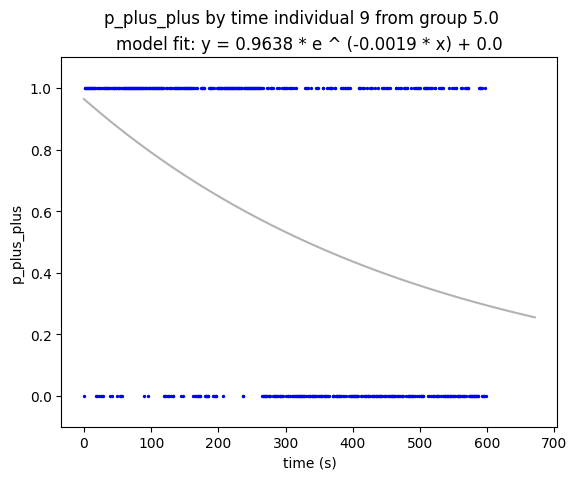 p_plus_plus by time individual 9 from group 5.0
model fit: y = 0.9638 * e ^ (-0.0019 * x) + 0.0
1.0
0.8
0.6
0.4
0.2
0.0
p_plus_plus
0 100 200 300 400 500 600 700
time (s)